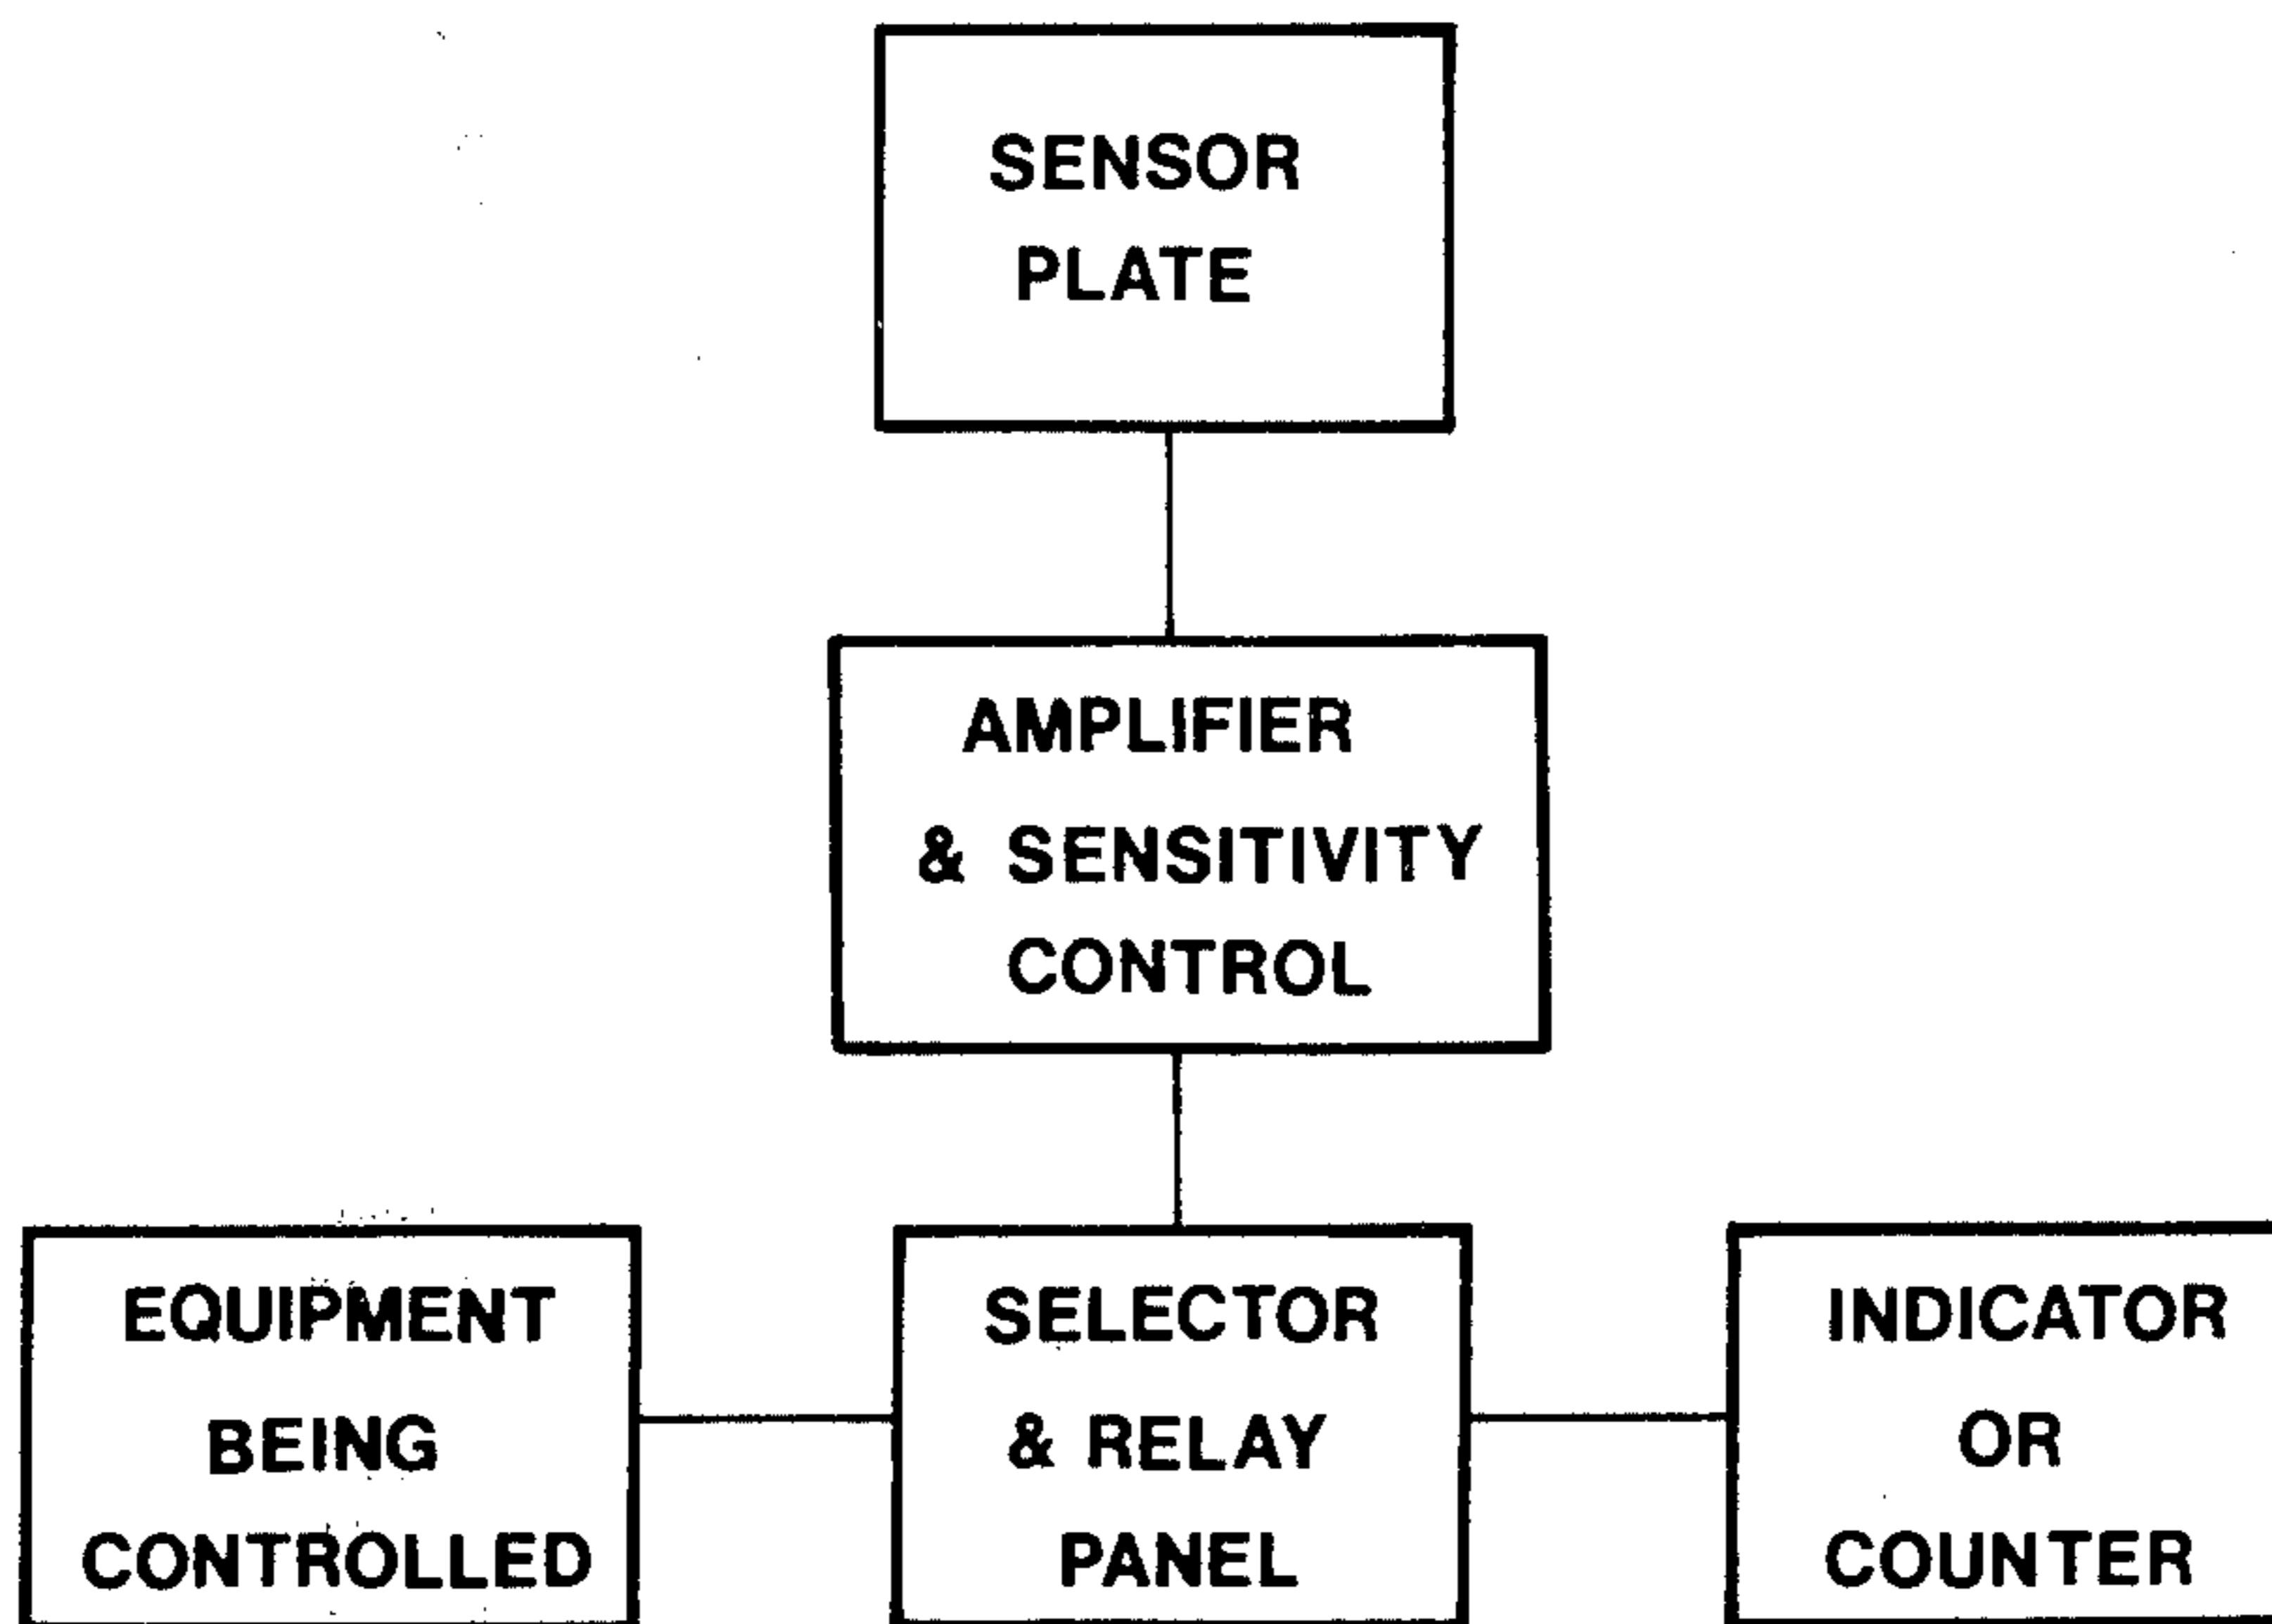 SENSOR
PLATE
AMPLIFIER
& SENSITIVITY
CONTROL
EQUIPMENT
BEING
CONTROLLED
SELECTOR
& RELAY
PANEL
INDICATOR
OR
COUNTER